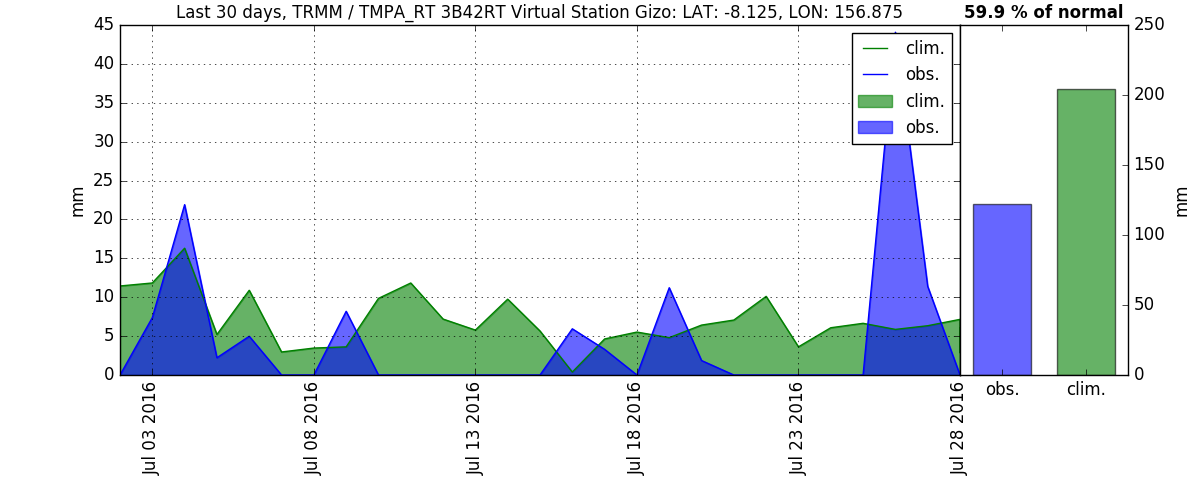 Last 30 days, TRMM / TMPA_RT 3B42RT Virtual Station Gizo: LAT: -8.125, LON: 156.875
59.9 % of normal
45
40
35
30
25
20
15
10
5
0
mm
clim.
obs.
clim.
obs.
Jul 03 2016
Jul 08 2016
Jul 13 2016
Jul 18 2016
Jul 23 2016
Jul 28 2016
250
200
150
100
50
0
mm
obs.
clim.